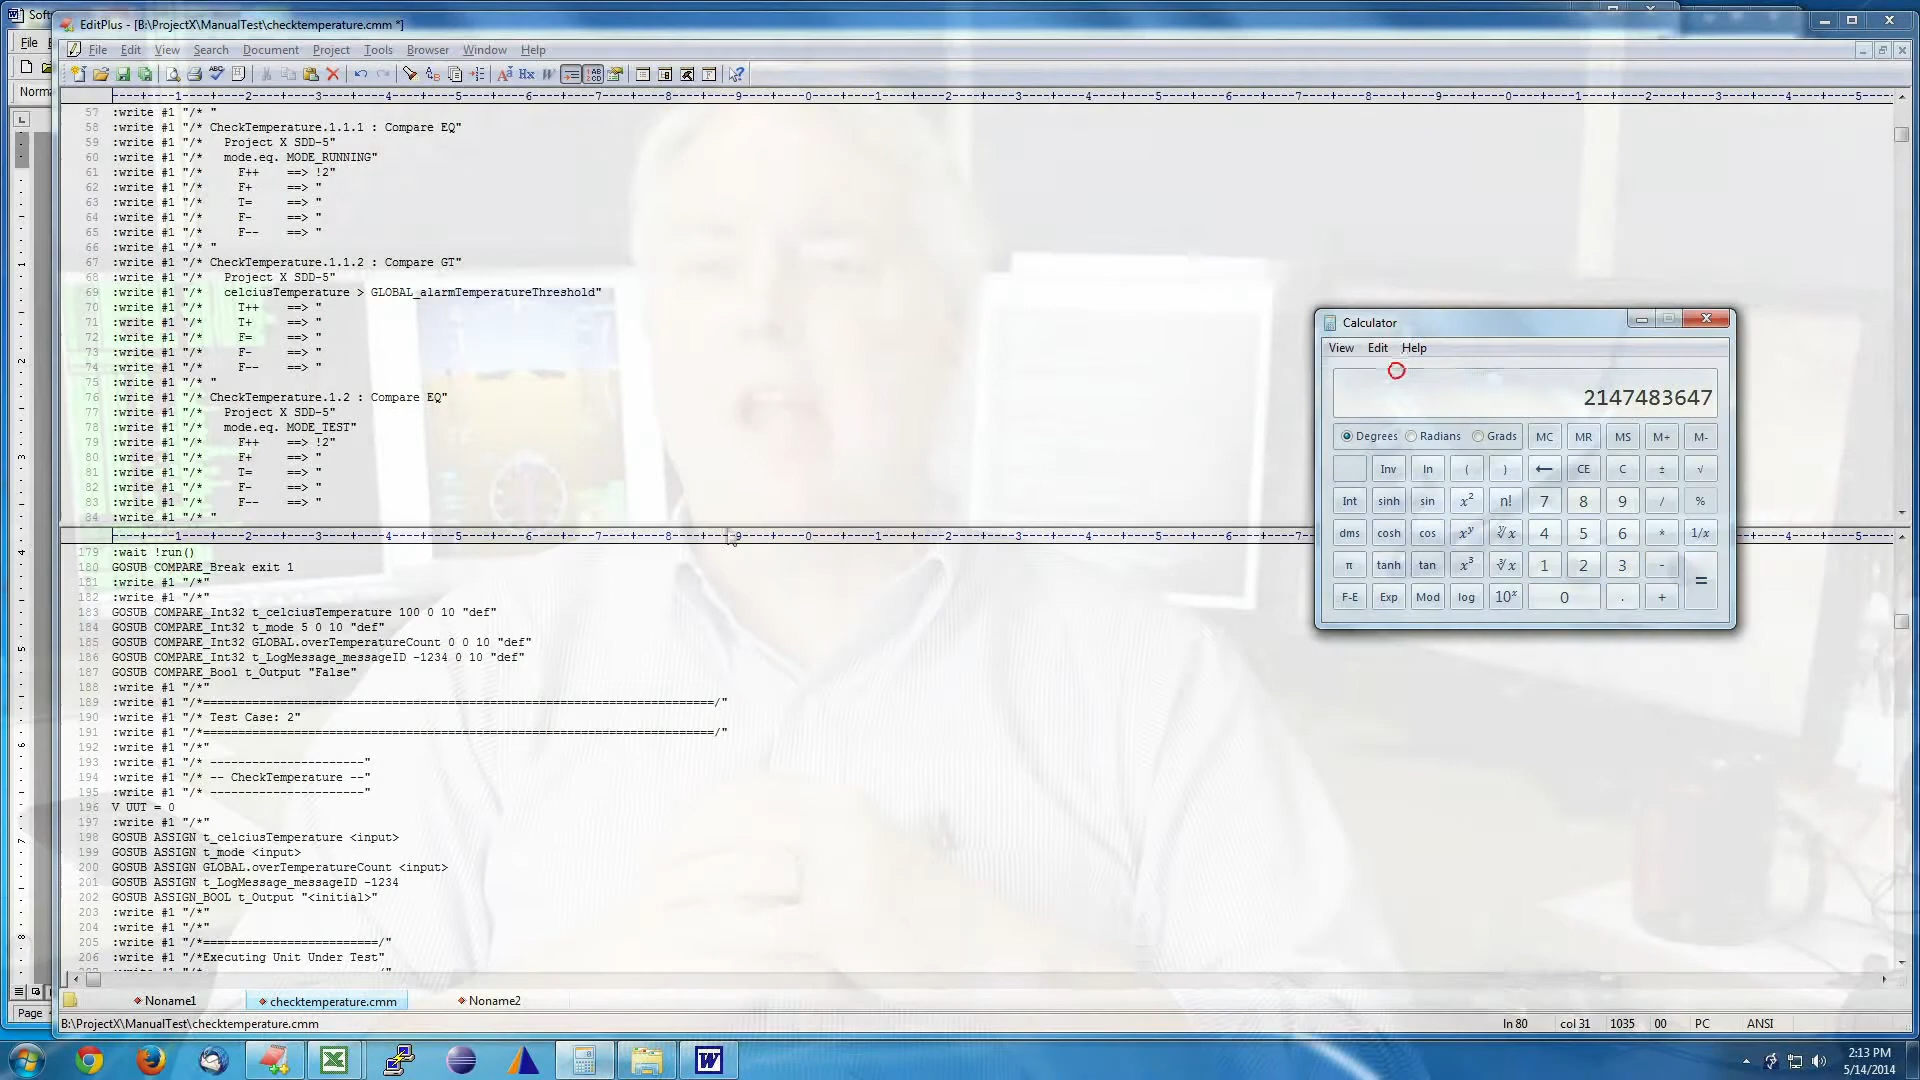 Soft
EditPlus - [B:\ProjectX\ManualTest\checktemperature.cmm *]
File
File Edit View Search Document Project Tools Browser Window Help
Norma
57 :write #1 "/* "
58 :write #1 "/* CheckTemperature.1.1.1 : Compare EQ"
59 :write #1 "/*   Project X SDD-5"
60 :write #1 "/*   mode.eq. MODE_RUNNING"
61 :write #1 "/*     F++    ==> !2"
62 :write #1 "/*     F+     ==> "
63 :write #1 "/*     T=     ==> "
64 :write #1 "/*     F-     ==> "
65 :write #1 "/*     F--    ==> "
66 :write #1 "/* "
67 :write #1 "/* CheckTemperature.1.1.2 : Compare GT"
68 :write #1 "/*   Project X SDD-5"
69 :write #1 "/*   celciusTemperature > GLOBAL_alarmTemperatureThreshold"
70 :write #1 "/*     T++    ==> "
71 :write #1 "/*     T+     ==> "
72 :write #1 "/*     F=     ==> "
73 :write #1 "/*     F-     ==> "
74 :write #1 "/*     F--    ==> "
75 :write #1 "/* "
76 :write #1 "/* CheckTemperature.1.2 : Compare EQ"
77 :write #1 "/*   Project X SDD-5"
78 :write #1 "/*   mode.eq. MODE_TEST"
79 :write #1 "/*     F++    ==> !2"
80 :write #1 "/*     F+     ==> "
81 :write #1 "/*     T=     ==> "
82 :write #1 "/*     F-     ==> "
83 :write #1 "/*     F--    ==> "
84 :write #1 "/* "
179 :wait !run()
180 GOSUB COMPARE_Break exit 1
181 :write #1 "/*"
182 :write #1 "/*"
183 GOSUB COMPARE_Int32 t_celciusTemperature 100 0 10 "def"
184 GOSUB COMPARE_Int32 t_mode 5 0 10 "def"
185 GOSUB COMPARE_Int32 GLOBAL.overTemperatureCount 0 0 10 "def"
186 GOSUB COMPARE_Int32 t_LogMessage_messageID -1234 0 10 "def"
187 GOSUB COMPARE_Bool t_Output "False"
188 :write #1 "/*"
189 :write #1 "/*=========================================================================/"
190 :write #1 "/* Test Case: 2"
191 :write #1 "/*=========================================================================/"
192 :write #1 "/*"
193 :write #1 "/* ----------------------"
194 :write #1 "/* -- CheckTemperature --"
195 :write #1 "/* ----------------------"
196 V UUT = 0
197 :write #1 "/*"
198 GOSUB ASSIGN t_celciusTemperature <input>
199 GOSUB ASSIGN t_mode <input>
200 GOSUB ASSIGN GLOBAL.overTemperatureCount <input>
201 GOSUB ASSIGN t_LogMessage_messageID -1234
202 GOSUB ASSIGN_BOOL t_Output "<initial>"
203 :write #1 "/*"
204 :write #1 "/*"
205 :write #1 "/*=========================/"
206 :write #1 "/*Executing Unit Under Test"
Calculator
View Edit Help
2147483647
Degrees Radians Grads MC MR MS M+ M-
Inv ln ( ) ← CE C ± √
Int sinh sin x² n! 7 8 9 / %
dms cosh cos xʸ ʸ√x 4 5 6 * 1/x
π tanh tan x³ ³√x 1 2 3 - =
F-E Exp Mod log 10ˣ 0 . +
Noname1 checktemperature.cmm Noname2
Page
B:\ProjectX\ManualTest\checktemperature.cmm ln 80 col 31 1035 00 PC ANSI
2:13 PM
5/14/2014